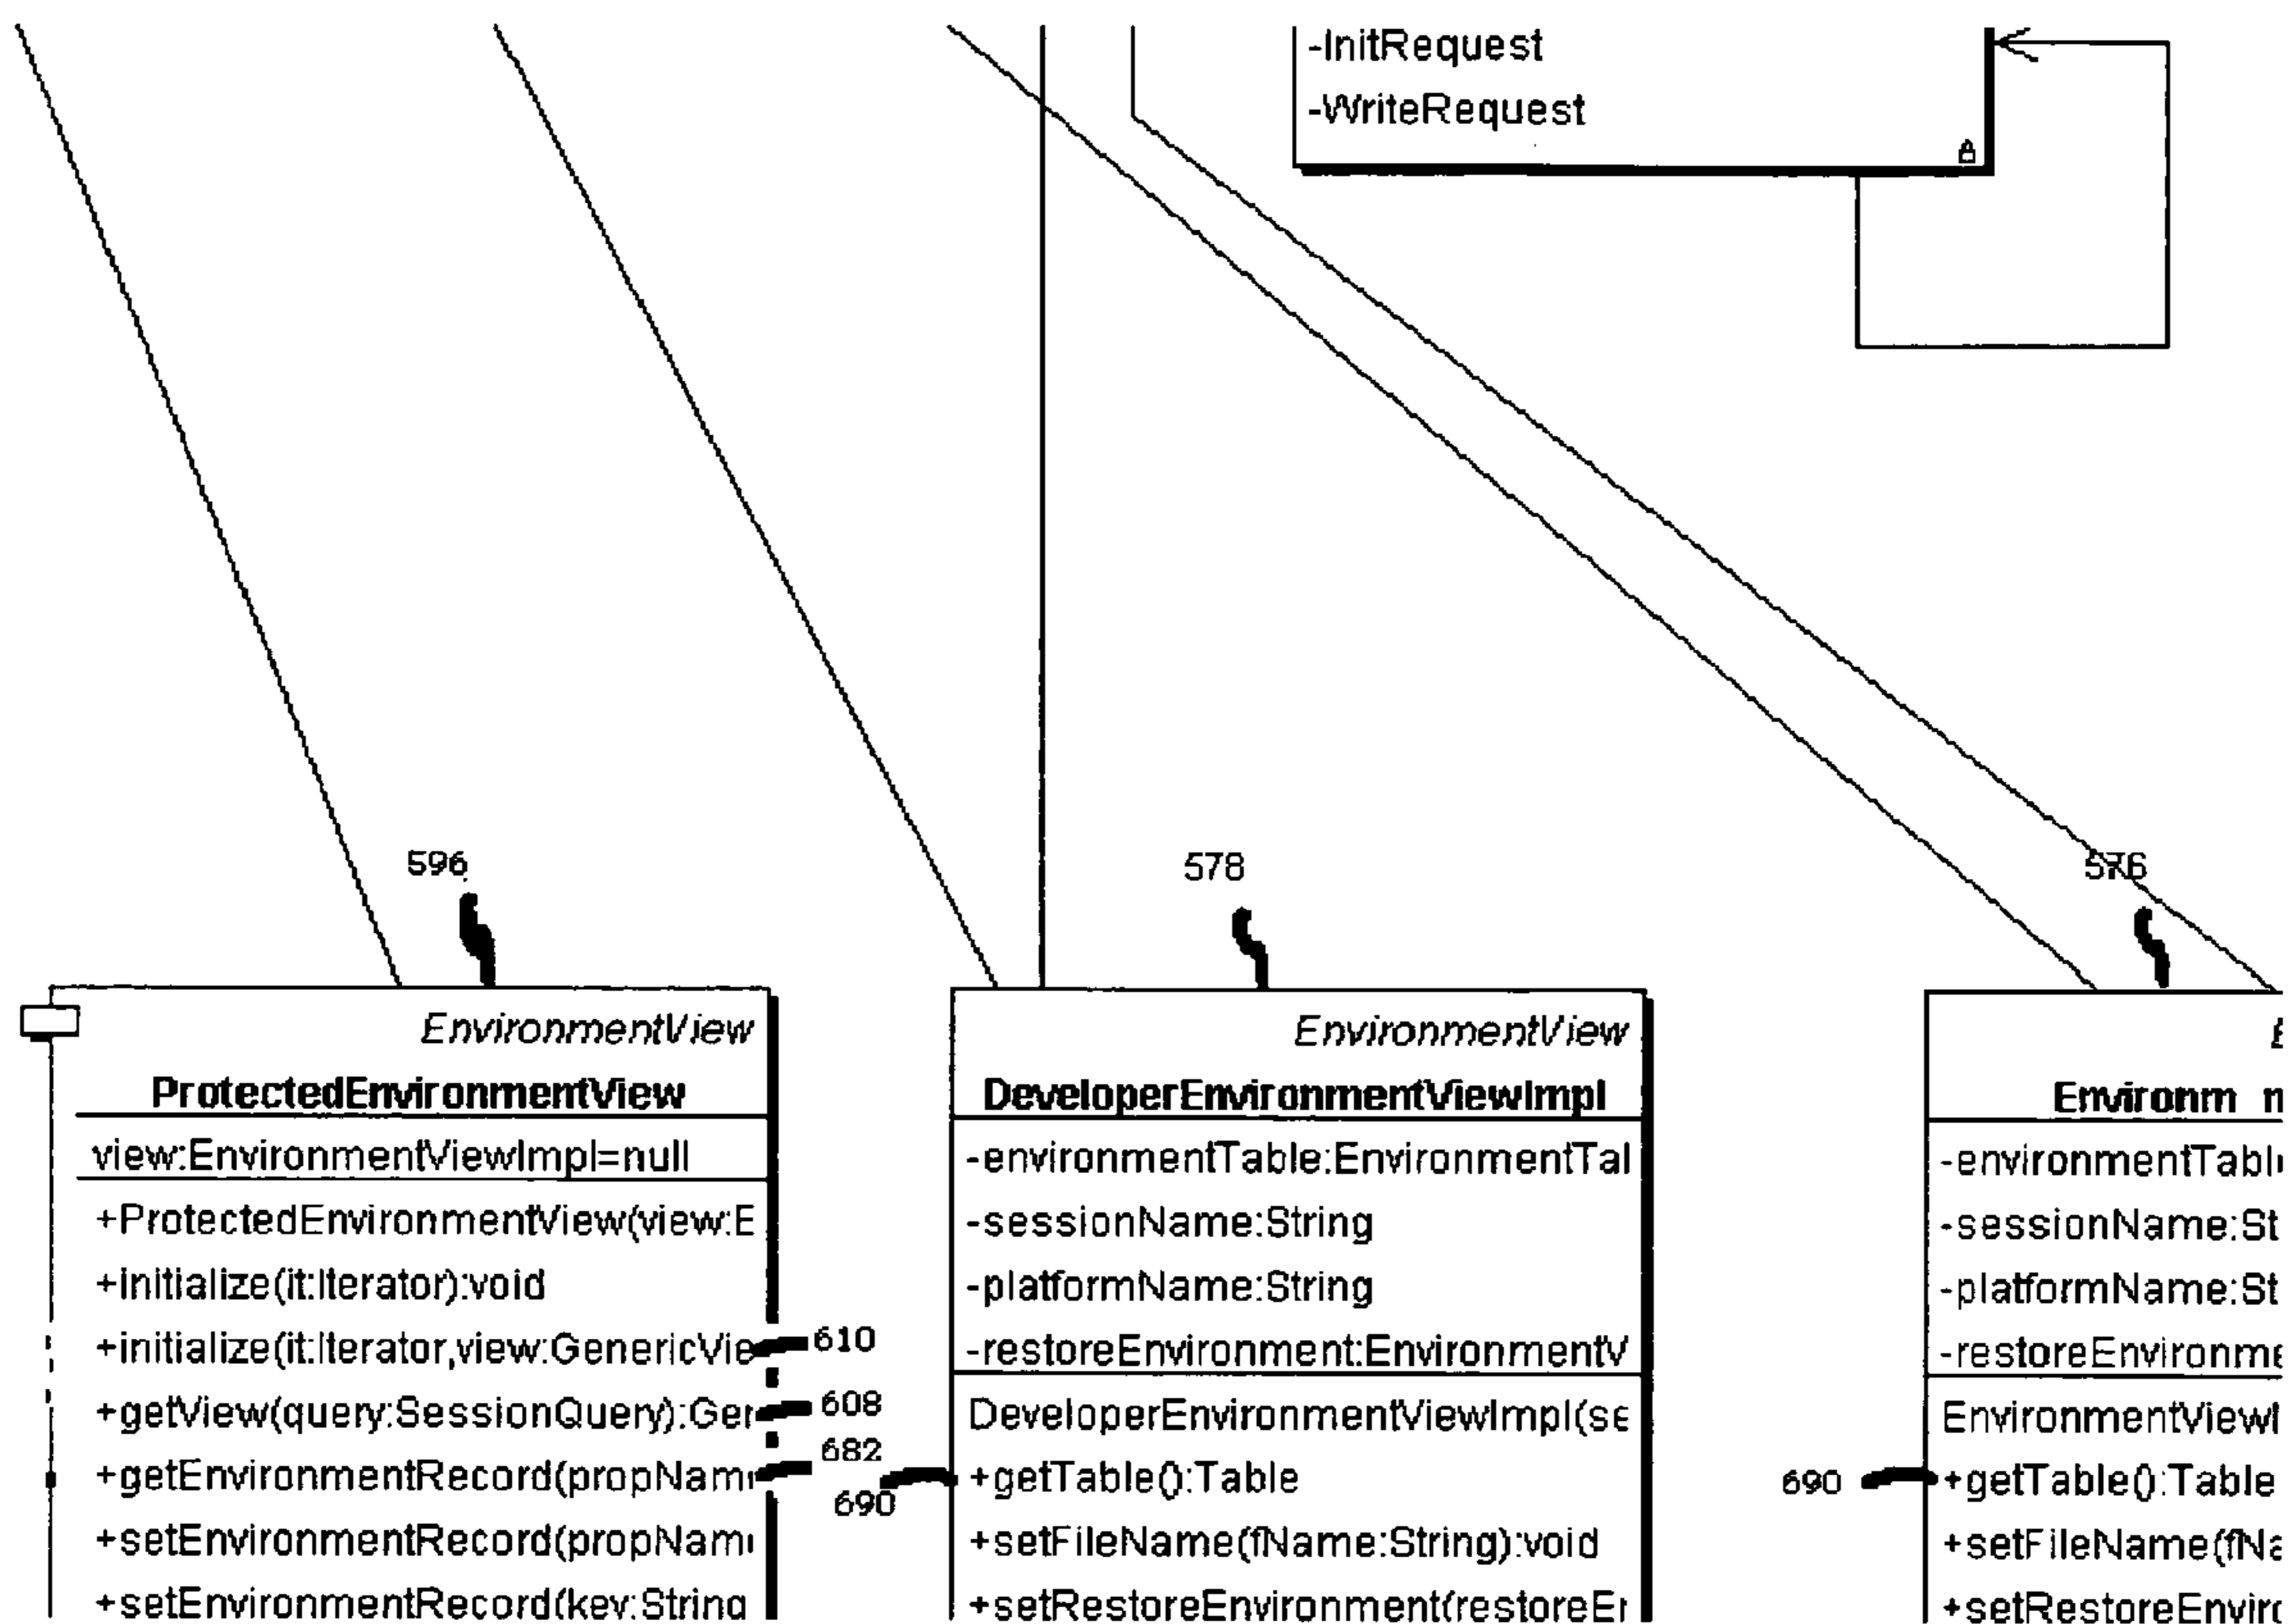 -InitRequest
-WriteRequest
596
578
576
EnvironmentView
ProtectedEnvironmentView
view:EnvironmentViewImpl=null
+ProtectedEnvironmentView(view:E
+initialize(it:Iterator):void
+initialize(it:Iterator,view:GenericVie
610
+getView(query:SessionQuery):Ger
608
+getEnvironmentRecord(propNam
682
+setEnvironmentRecord(propNam
+setEnvironmentRecord(key:String
EnvironmentView
DeveloperEnvironmentViewImpl
-environmentTable:EnvironmentTal
-sessionName:String
-platformName:String
-restoreEnvironment:EnvironmentV
DeveloperEnvironmentViewImpl(se
690
+getTable():Table
+setFileName(fName:String):void
+setRestoreEnvironment(restoreEr
E
Environm n
-environmentTabl
-sessionName:St
-platformName:St
-restoreEnvironme
EnvironmentViewI
690
+getTable():Table
+setFileName(fNa
+setRestoreEnviro